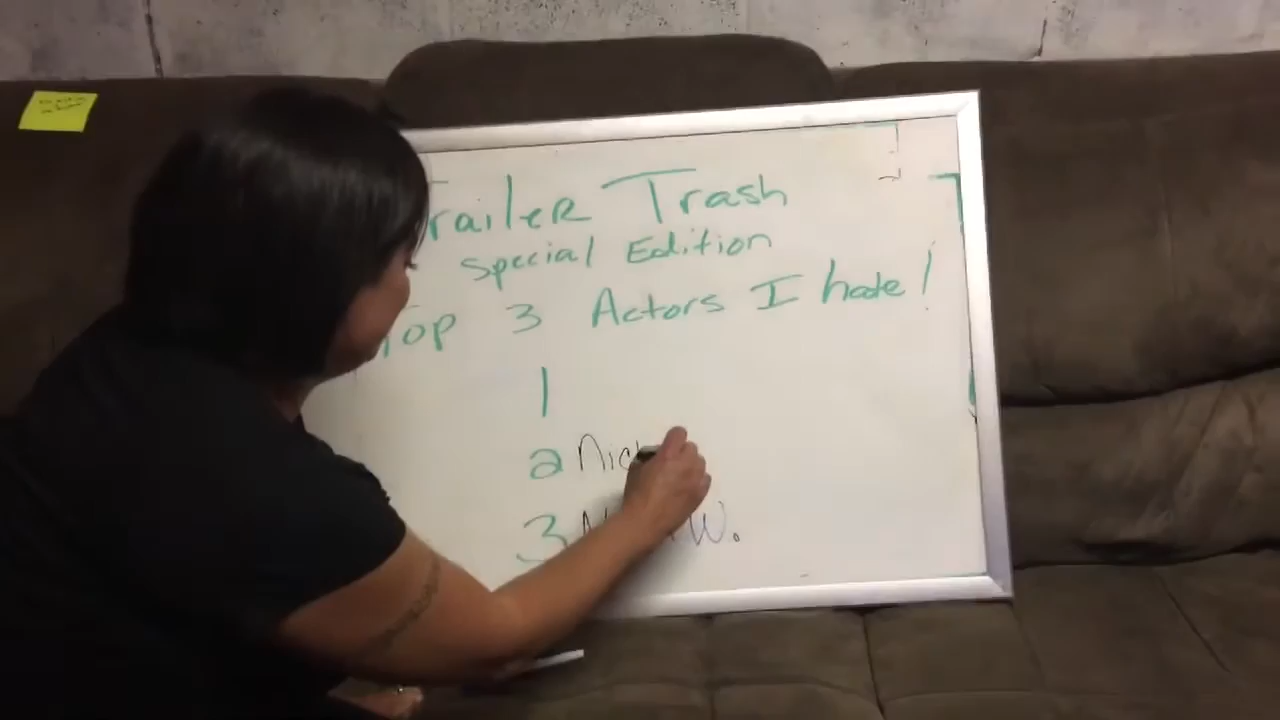 railer Trash
Special Edition
Top 3 Actors I hate!
1
2 Nic
3 W.